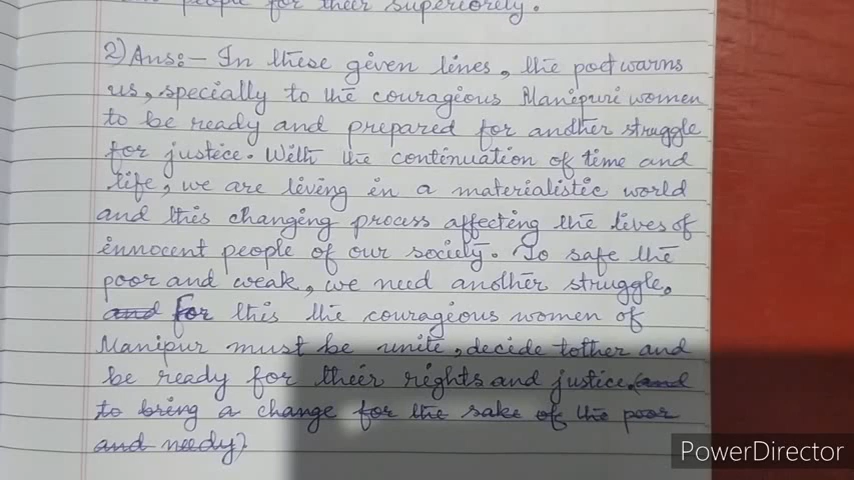 people for their superiorely.
2) Ans:- In these given lines, the poet warns
us, specially to the couragious Manipuri women
to be ready and prepared for another struggle
for justice. With the continuation of time and
life, we are living in a materialistic world
and this changing process affecting the lives of
innocent people of our society. To safe the
poor and weak, we need another struggle.
and For this the couragious women of
Manipur must be unite, decide tother and
be ready for their rights and justice.(and
to bring a change for the sake of the poor
and needy)
PowerDirector